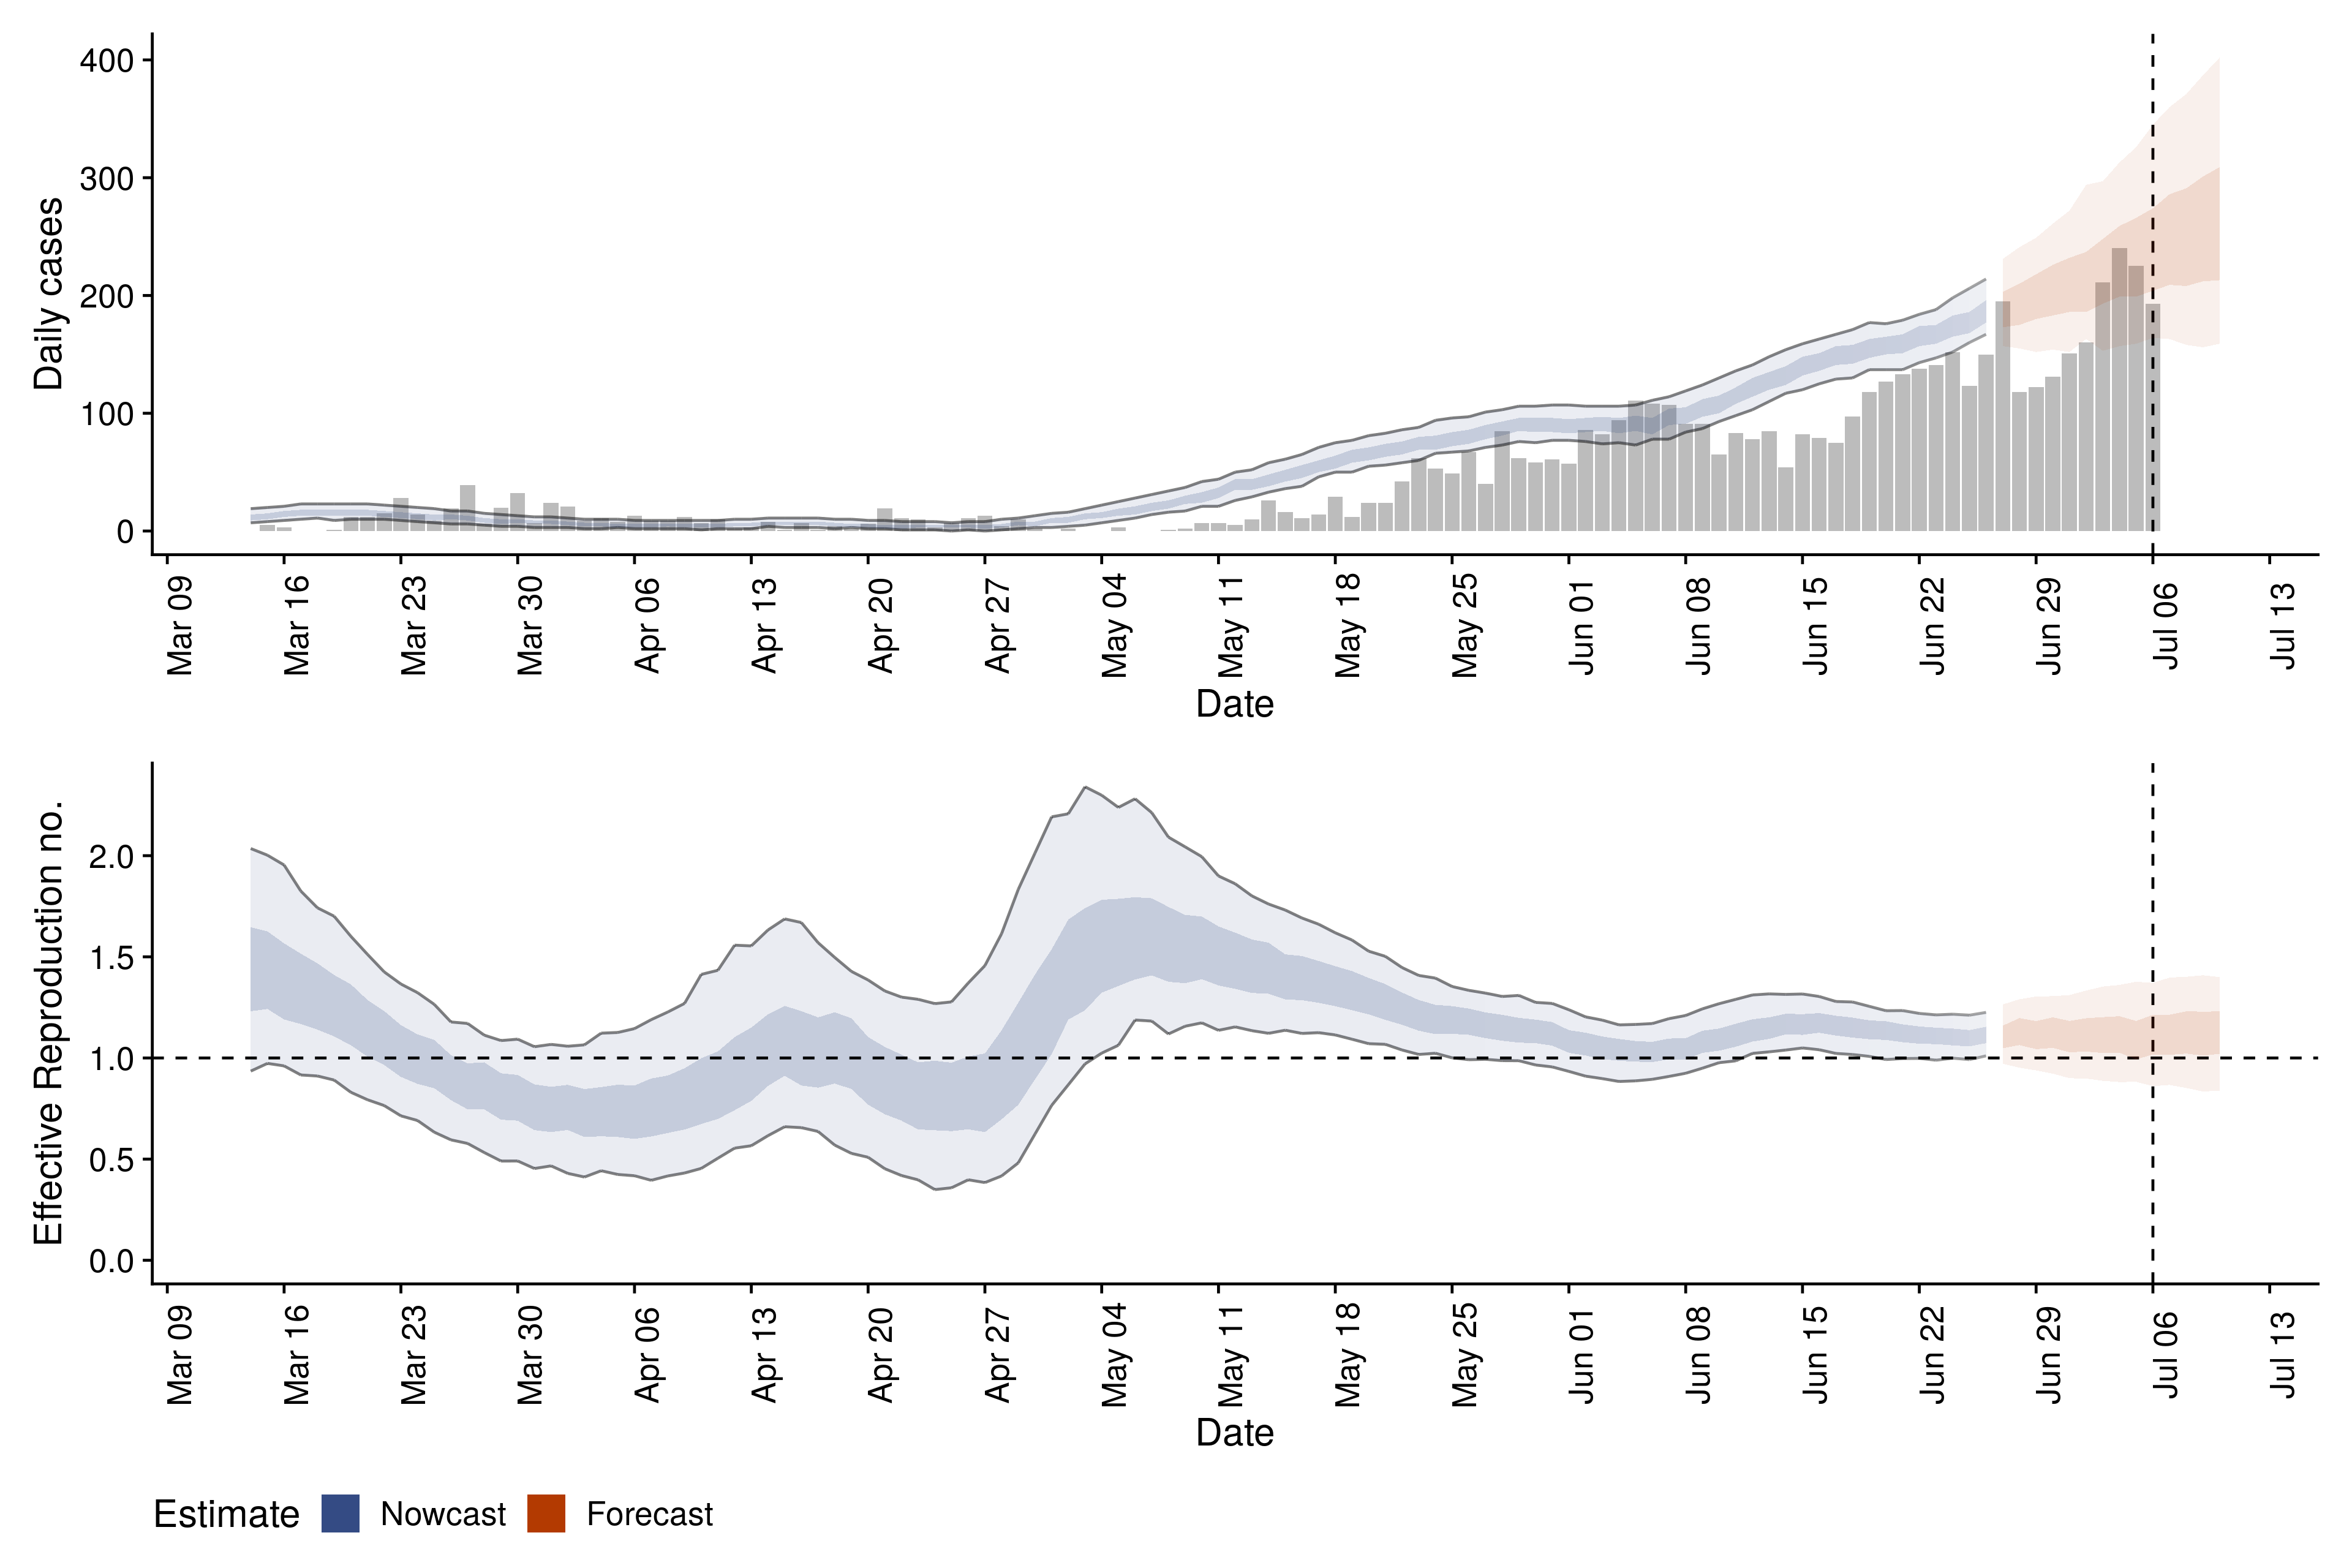 Daily cases
400
300
200
100
0
Mar 09
Mar 16
Mar 23
Mar 30
Apr 06
Apr 13
Apr 20
Apr 27
May 04
May 11
May 18
May 25
Jun 01
Jun 08
Jun 15
Jun 22
Jun 29
Jul 06
Jul 13
Date
Effective Reproduction no.
2.0
1.5
1.0
0.5
0.0
Mar 09
Mar 16
Mar 23
Mar 30
Apr 06
Apr 13
Apr 20
Apr 27
May 04
May 11
May 18
May 25
Jun 01
Jun 08
Jun 15
Jun 22
Jun 29
Jul 06
Jul 13
Date
Estimate Nowcast Forecast